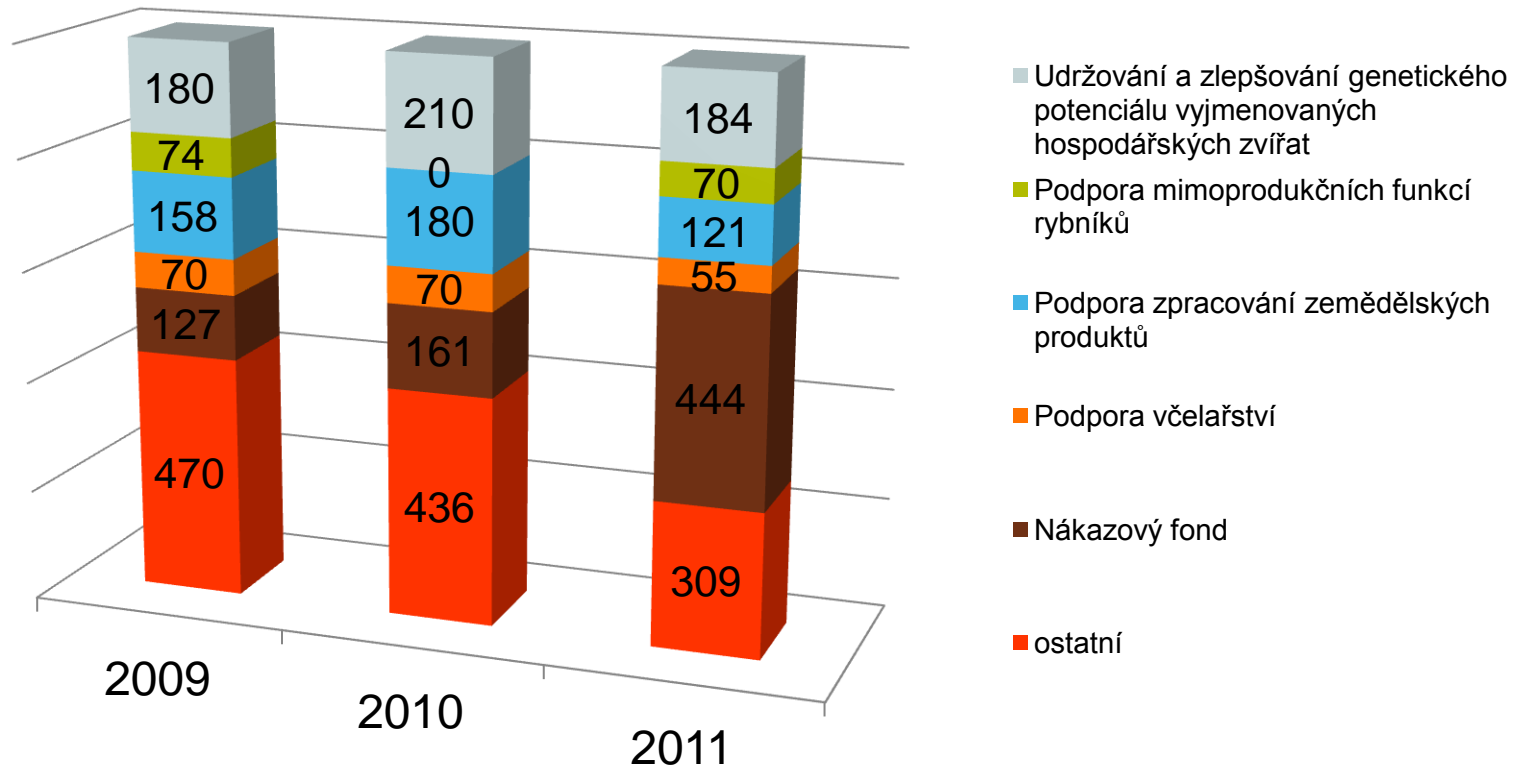 180
74
158
70
127
470
2009
210
0
180
70
161
436
2010
184
70
121
55
444
309
2011
Udržování a zlepšování genetického
potenciálu vyjmenovaných
hospodářských zvířat
Podpora mimoprodukčních funkcí
rybníků
Podpora zpracování zemědělských
produktů
Podpora včelařství
Nákazový fond
ostatní